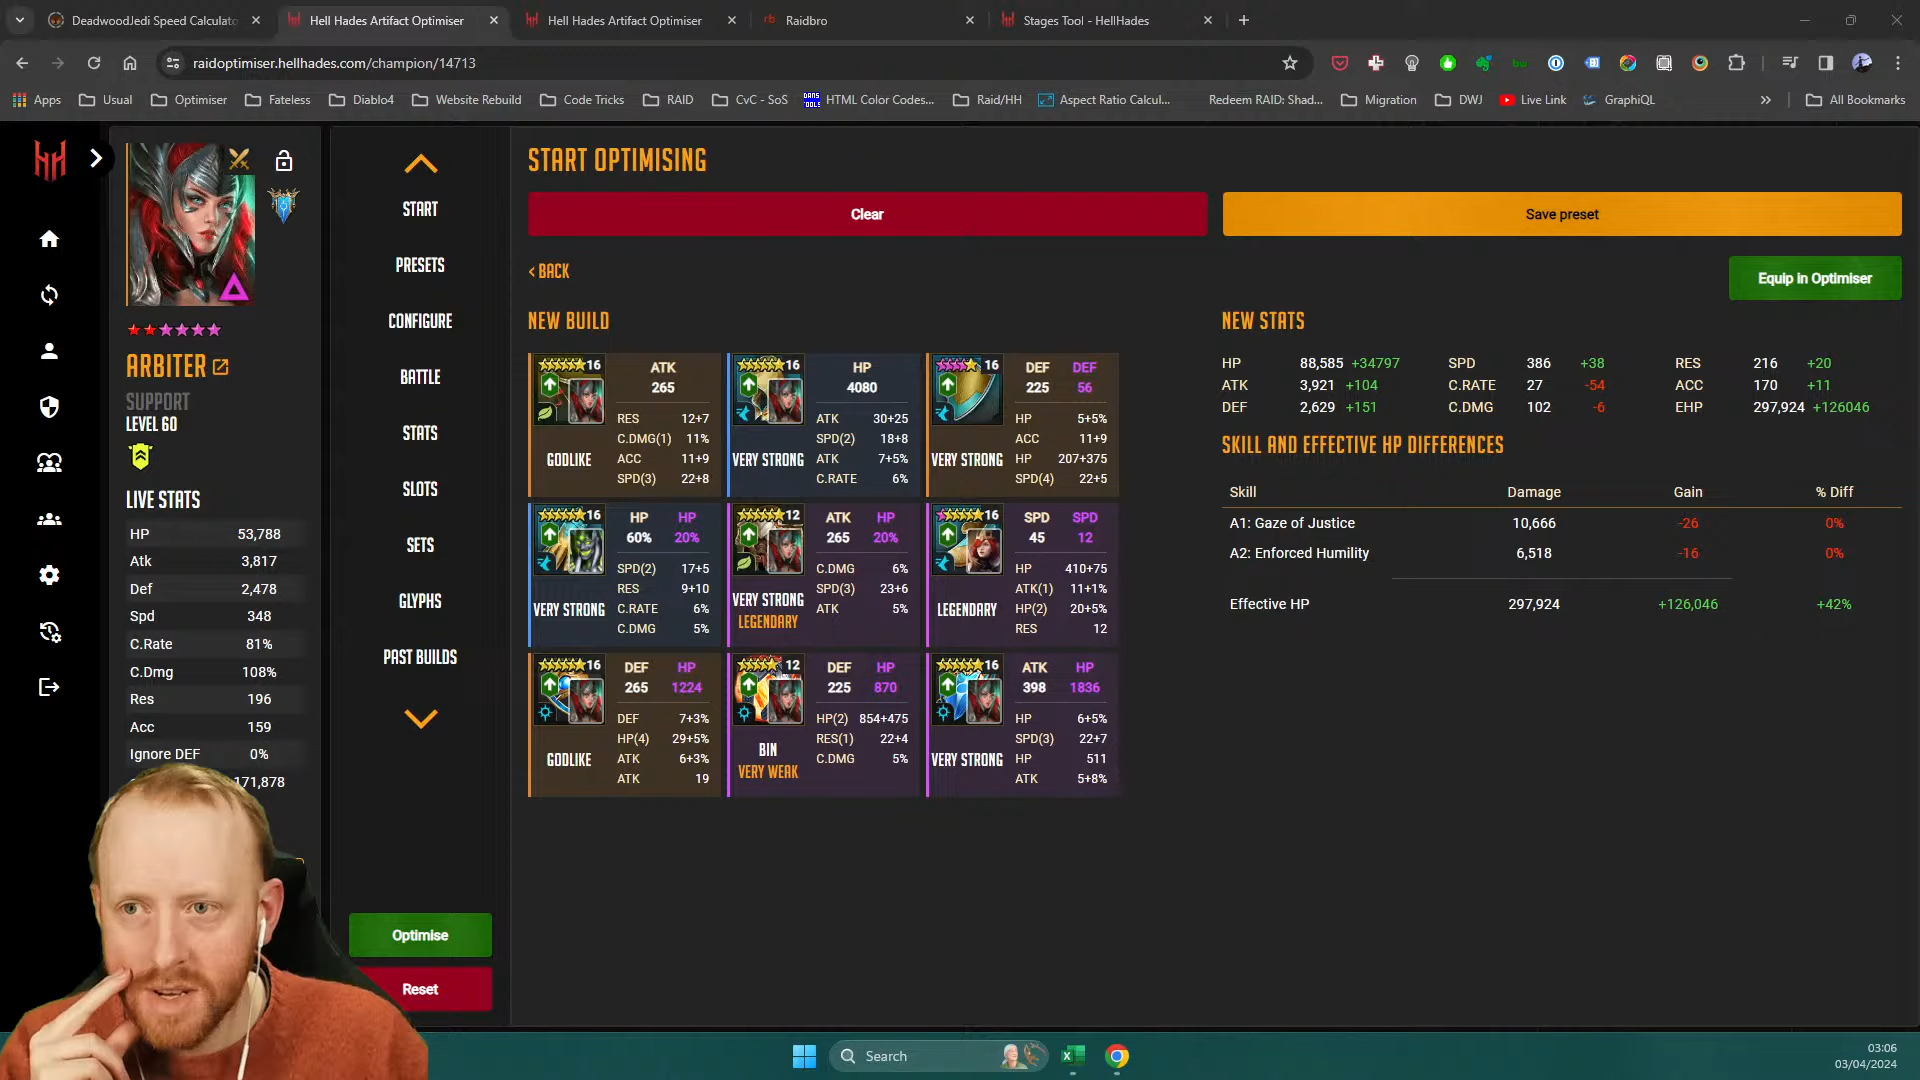 DeadwoodJedi Speed Calculato
Hell Hades Artifact Optimiser
Hell Hades Artifact Optimiser
Raidbro
Stages Tool - HellHades
raidoptimiser.hellhades.com/champion/14713
Apps
Usual
Optimiser
Fateless
Diablo4
Website Rebuild
Code Tricks
RAID
CvC - SoS
HTML Color Codes...
Raid/HH
Aspect Ratio Calcul...
Redeem RAID: Shad...
Migration
DWJ
Live Link
GraphiQL
All Bookmarks
ARBITER
SUPPORT
LEVEL 60
LIVE STATS
HP 53,788
Atk 3,817
Def 2,478
Spd 348
C.Rate 81%
C.Dmg 108%
Res 196
Acc 159
Ignore DEF 0%
171,878
START
PRESETS
CONFIGURE
BATTLE
STATS
SLOTS
SETS
GLYPHS
PAST BUILDS
Optimise
Reset
START OPTIMISING
Clear
Save preset
< BACK
Equip in Optimiser
NEW BUILD
16
ATK
265
RES 12+7
C.DMG(1) 11%
ACC 11+9
SPD(3) 22+8
GODLIKE
16
HP
4080
ATK 30+25
SPD(2) 18+8
ATK 7+5%
C.RATE 6%
VERY STRONG
16
DEF DEF
225 56
HP 5+5%
ACC 11+9
HP 207+375
SPD(4) 22+5
VERY STRONG
16
HP HP
60% 20%
SPD(2) 17+5
RES 9+10
C.RATE 6%
C.DMG 5%
VERY STRONG
12
ATK HP
265 20%
C.DMG 6%
SPD(3) 23+6
ATK 5%
VERY STRONG
LEGENDARY
16
SPD SPD
45 12
HP 410+75
ATK(1) 11+1%
HP(2) 20+5%
RES 12
LEGENDARY
16
DEF HP
265 1224
DEF 7+3%
HP(4) 29+5%
ATK 6+3%
ATK 19
GODLIKE
12
DEF HP
225 870
HP(2) 854+475
RES(1) 22+4
C.DMG 5%
BIN
VERY WEAK
16
ATK HP
398 1836
HP 6+5%
SPD(3) 22+7
HP 511
ATK 5+8%
VERY STRONG
NEW STATS
HP 88,585 +34797 SPD 386 +38 RES 216 +20
ATK 3,921 +104 C.RATE 27 -54 ACC 170 +11
DEF 2,629 +151 C.DMG 102 -6 EHP 297,924 +126046
SKILL AND EFFECTIVE HP DIFFERENCES
Skill Damage Gain % Diff
A1: Gaze of Justice 10,666 -26 0%
A2: Enforced Humility 6,518 -16 0%
Effective HP 297,924 +126,046 +42%
Search
03:06
03/04/2024